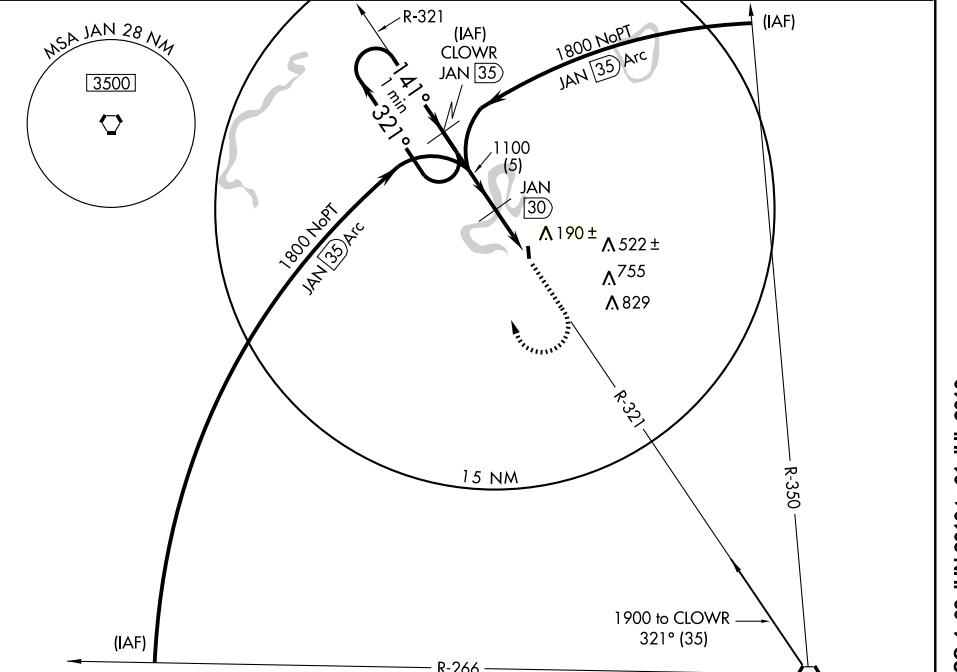 MSA JAN 28 NM
3500
R-321
(IAF)
CLOWR
JAN 35
1800 NoPT
JAN 35 Arc
(IAF)
141°
1 min
321°
1100
(5)
JAN
30
190 ±
522 ±
755
829
1800 NoPT
JAN 35 Arc
R-321
15 NM
R-350
1900 to CLOWR
321° (35)
(IAF)
R-266